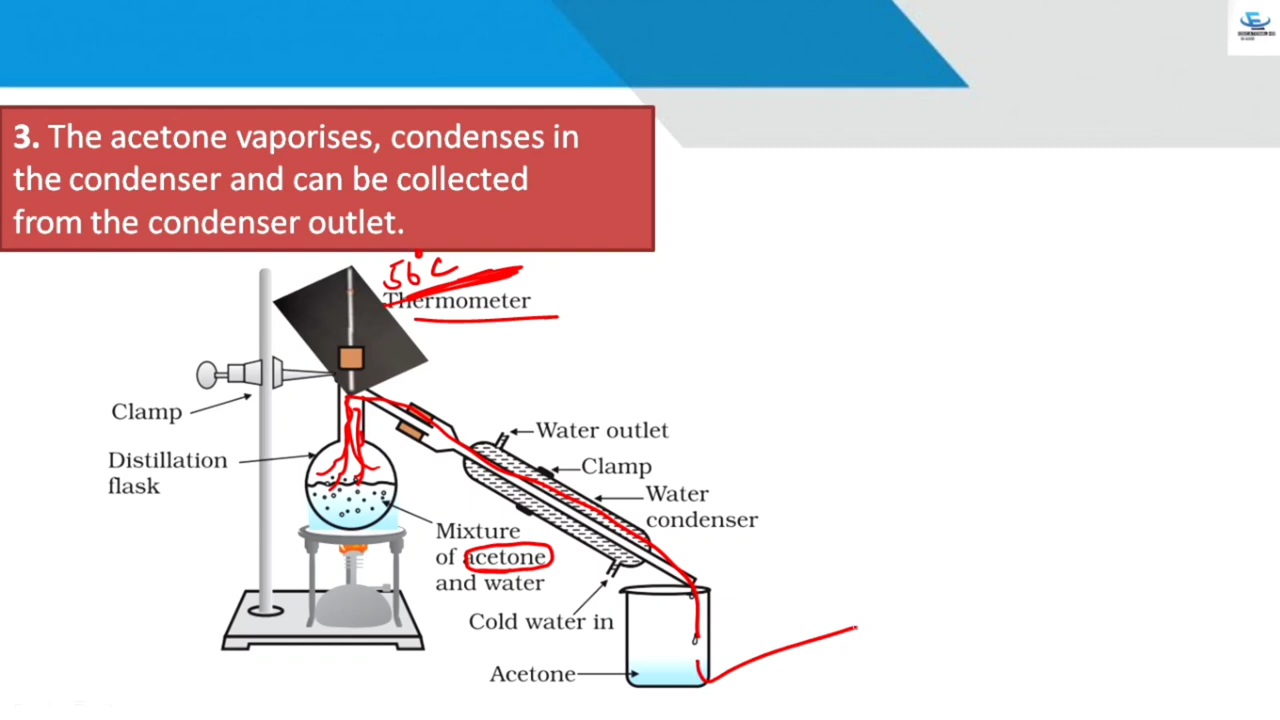 3. The acetone vaporises, condenses in
the condenser and can be collected
from the condenser outlet.
56°C
Thermometer
Clamp
Distillation
flask
Water outlet
Clamp
Water
condenser
Mixture
of acetone
and water
Cold water in
Acetone